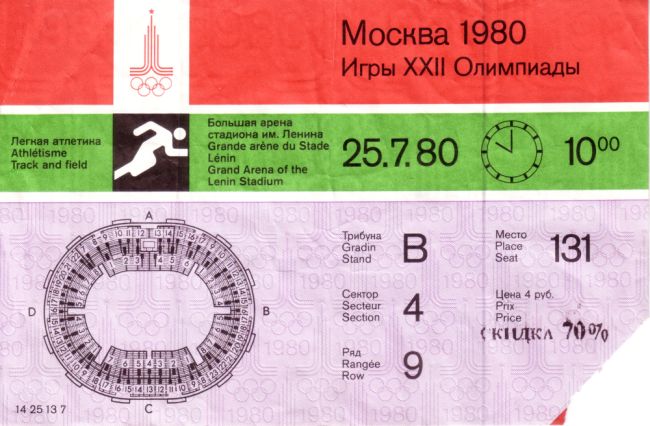 Москва 1980
Игры XXII Олимпиады
Легкая атлетика
Athlétisme
Track and field
Большая арена
стадиона им. Ленина
Grande arène du Stade
Lénin
Grand Arena of the
Lenin Stadium
25.7.80
10⁰⁰
A
B
C
D
Трибуна
Gradin
Stand
B
Место
Place
Seat
131
Сектор
Secteur
Section
4
Цена 4 руб.
Prix
Price
СКИДКА 70%
Ряд
Rangée
Row
9
14 25 13 7
1980